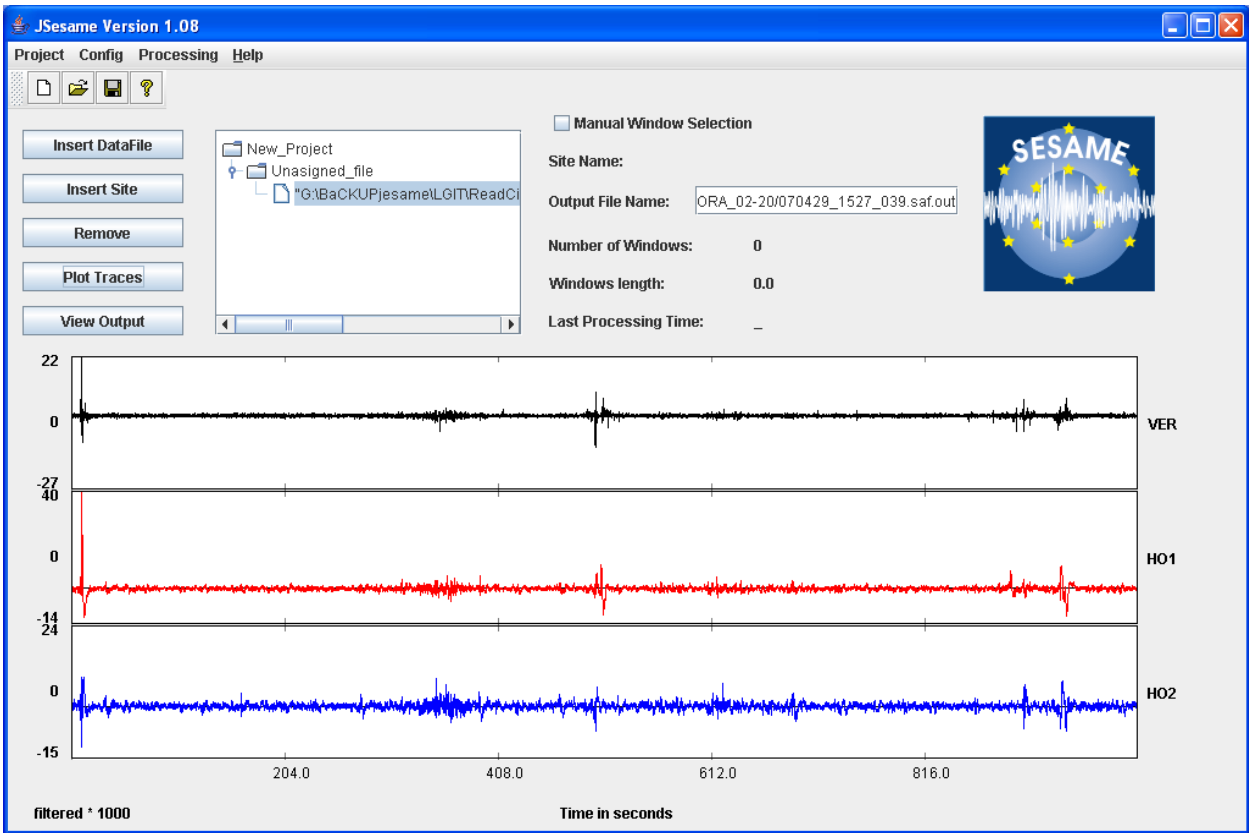 JSesame Version 1.08
Project Config Processing Help
Insert DataFile
Insert Site
Remove
Plot Traces
View Output
New_Project
Unasigned_file
"G:\BaCKUPjesame\LGIT\ReadCi
Manual Window Selection
Site Name:
Output File Name: ORA_02-20/070429_1527_039.saf.out
Number of Windows: 0
Windows length: 0.0
Last Processing Time: _
SESAME
22
0
-27
VER
40
0
-14
HO1
24
0
-15
HO2
204.0 408.0 612.0 816.0
filtered * 1000 Time in seconds